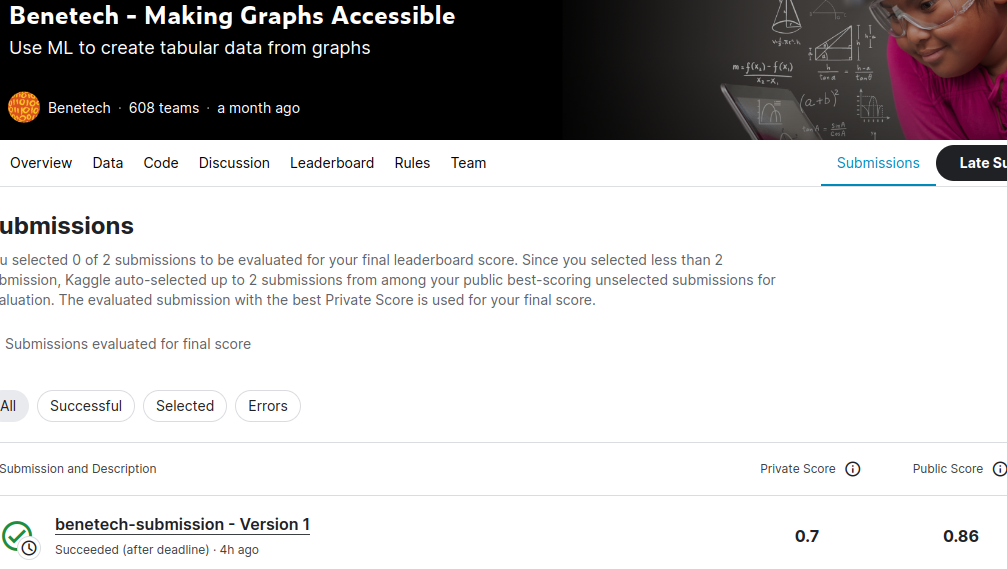 Benetech - Making Graphs Accessible
Use ML to create tabular data from graphs
Benetech · 608 teams · a month ago
(a+b)²
Overview Data Code Discussion Leaderboard Rules Team Submissions Late Su
ubmissions
u selected 0 of 2 submissions to be evaluated for your final leaderboard score. Since you selected less than 2
bmission, Kaggle auto-selected up to 2 submissions from among your public best-scoring unselected submissions for
aluation. The evaluated submission with the best Private Score is used for your final score.
Submissions evaluated for final score
All Successful Selected Errors
Submission and Description Private Score Public Score
benetech-submission - Version 1 0.7 0.86
Succeeded (after deadline) · 4h ago